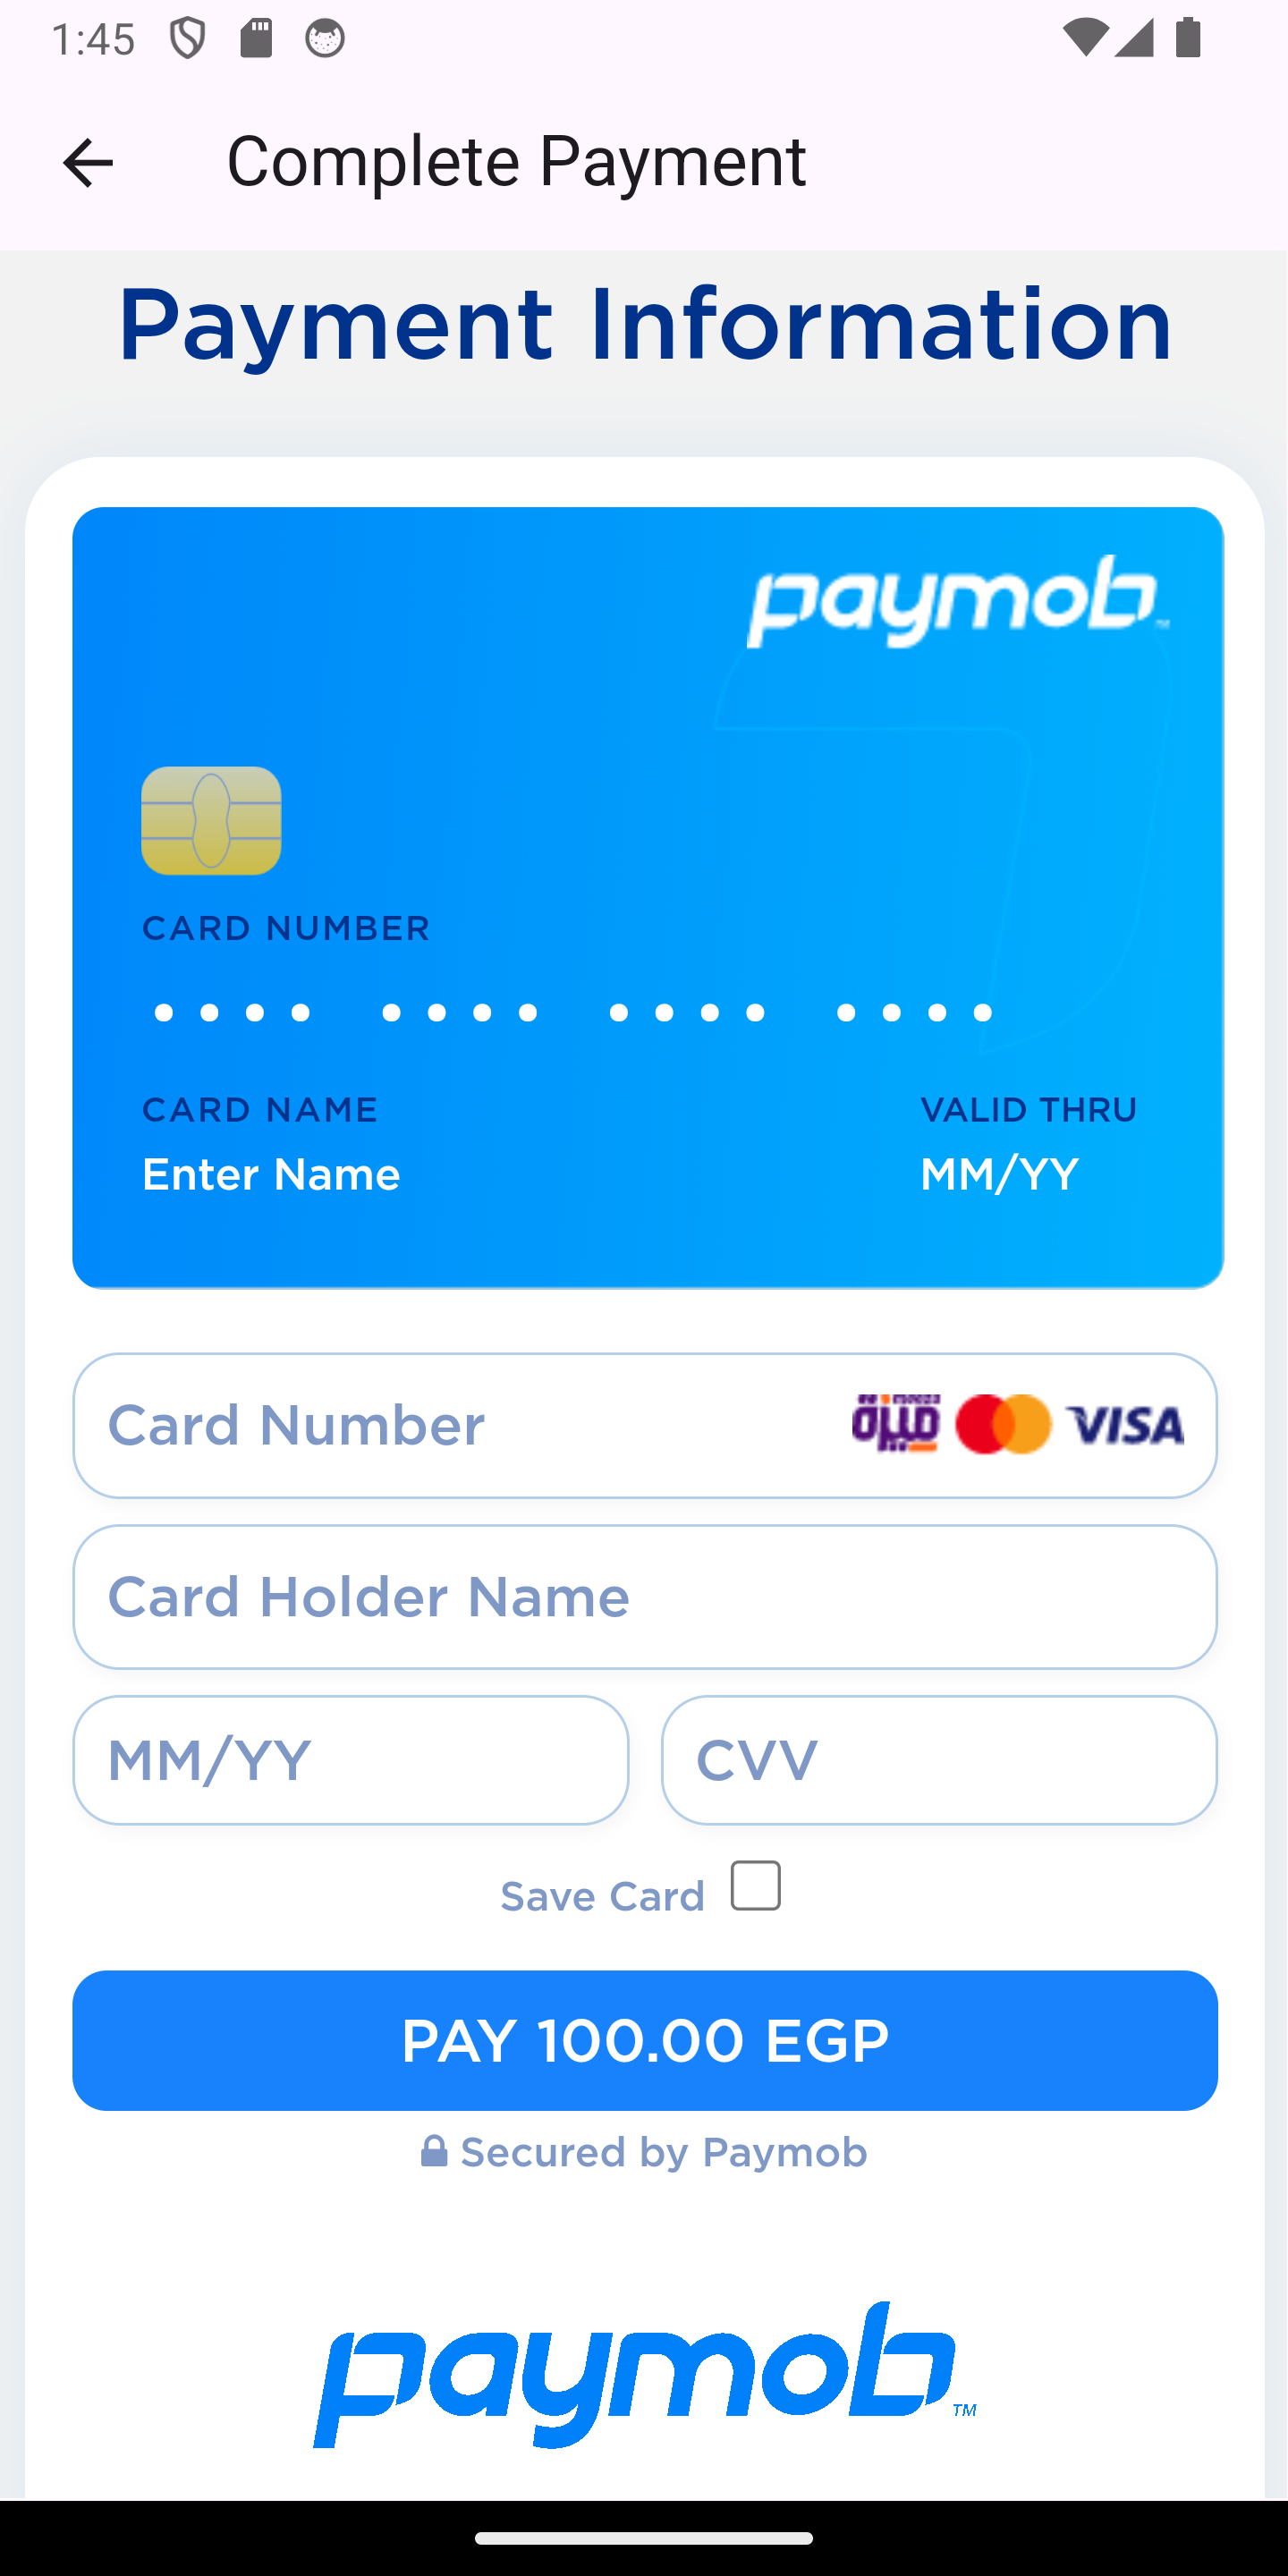 1:45
Complete Payment
Payment Information
paymob™
CARD NUMBER
CARD NAME
VALID THRU
Enter Name
MM/YY
Card Number
ميزة
VISA
Card Holder Name
MM/YY
CVV
Save Card
PAY 100.00 EGP
Secured by Paymob
paymob™